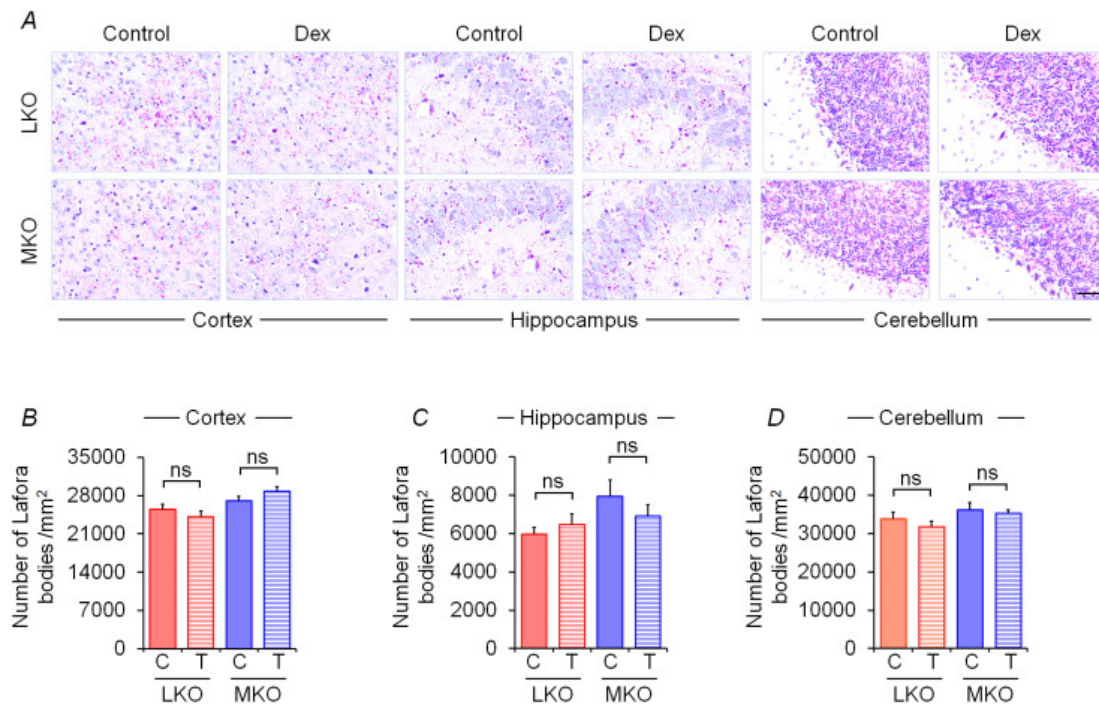 A
Control Dex Control Dex Control Dex
LKO
MKO
Cortex Hippocampus Cerebellum
B
Cortex
Number of Lafora
bodies /mm²
35000
28000
21000
14000
7000
0
ns ns
C T C T
LKO MKO
C
Hippocampus
Number of Lafora
bodies /mm²
10000
8000
6000
4000
2000
0
ns ns
C T C T
LKO MKO
D
Cerebellum
Number of Lafora
bodies /mm²
50000
40000
30000
20000
10000
0
ns ns
C T C T
LKO MKO